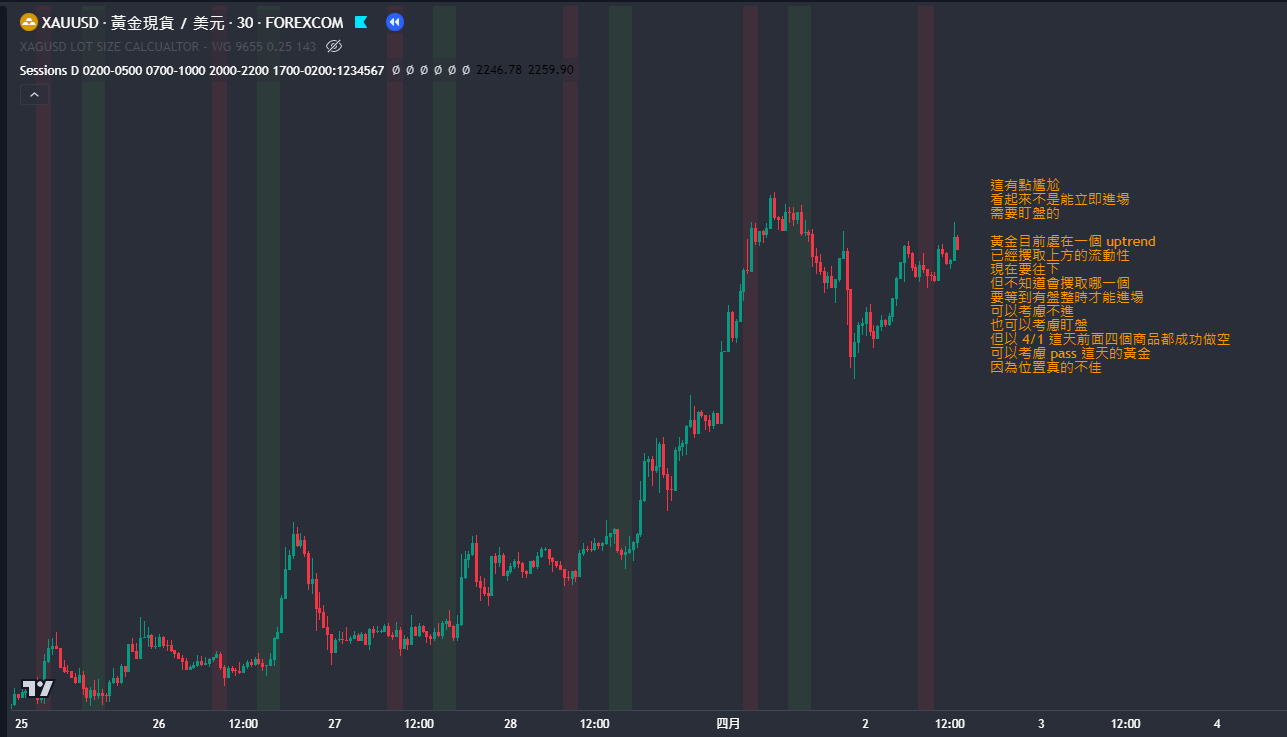 XAUUSD · 黃金現貨 / 美元 · 30 · FOREXCOM
XAGUSD LOT SIZE CALCUALTOR - WG 9655 0.25 143
Sessions D 0200-0500 0700-1000 2000-2200 1700-0200:1234567 Ø Ø Ø Ø Ø Ø 2246.78 2259.90
這有點尷尬
看起來不是能立即進場
需要盯盤的
黃金目前處在一個 uptrend
已經攫取上方的流動性
現在要往下
但不知道會攫取哪一個
要等到有盤整時才能進場
可以考慮不進
也可以考慮盯盤
但以 4/1 這天前面四個商品都成功做空
可以考慮 pass 這天的黃金
因為位置真的不佳
25 26 12:00 27 12:00 28 12:00 四月 2 12:00 3 12:00 4